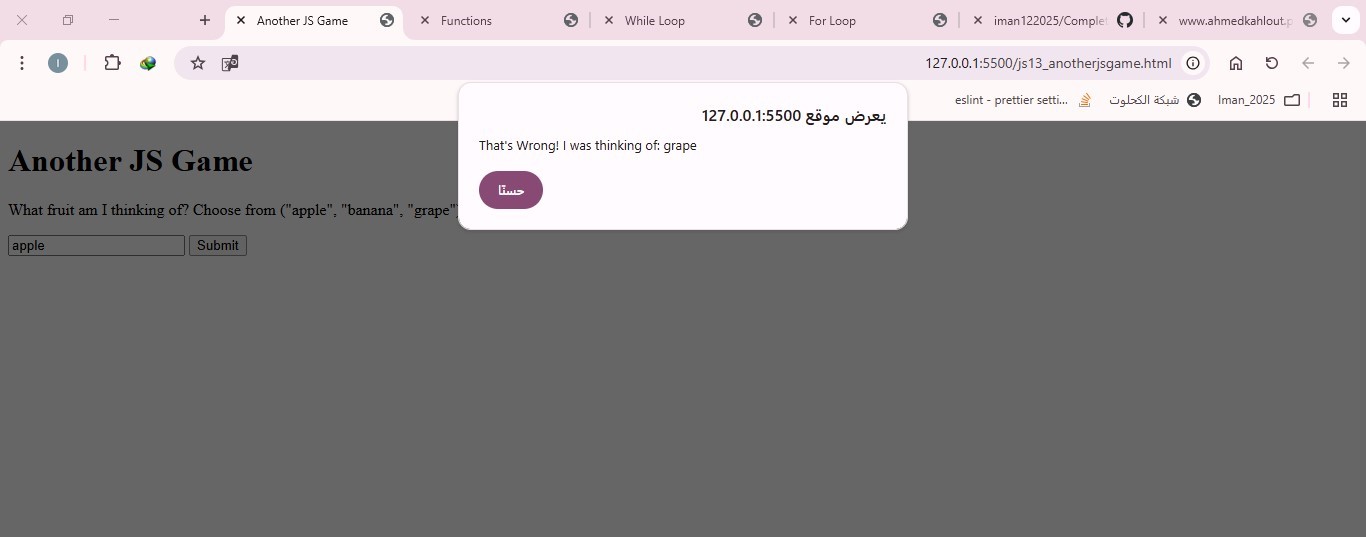 Another JS Game
Functions
While Loop
For Loop
iman122025/Complet
www.ahmedkahlout.p
I
127.0.0.1:5500/js13_anotherjsgame.html
eslint - prettier setti...
شبكة الكحلوت
Iman_2025
يعرض موقع 127.0.0.1:5500
That's Wrong! I was thinking of: grape
حسنًا
Another JS Game
What fruit am I thinking of? Choose from ("apple", "banana", "grape")
apple
Submit